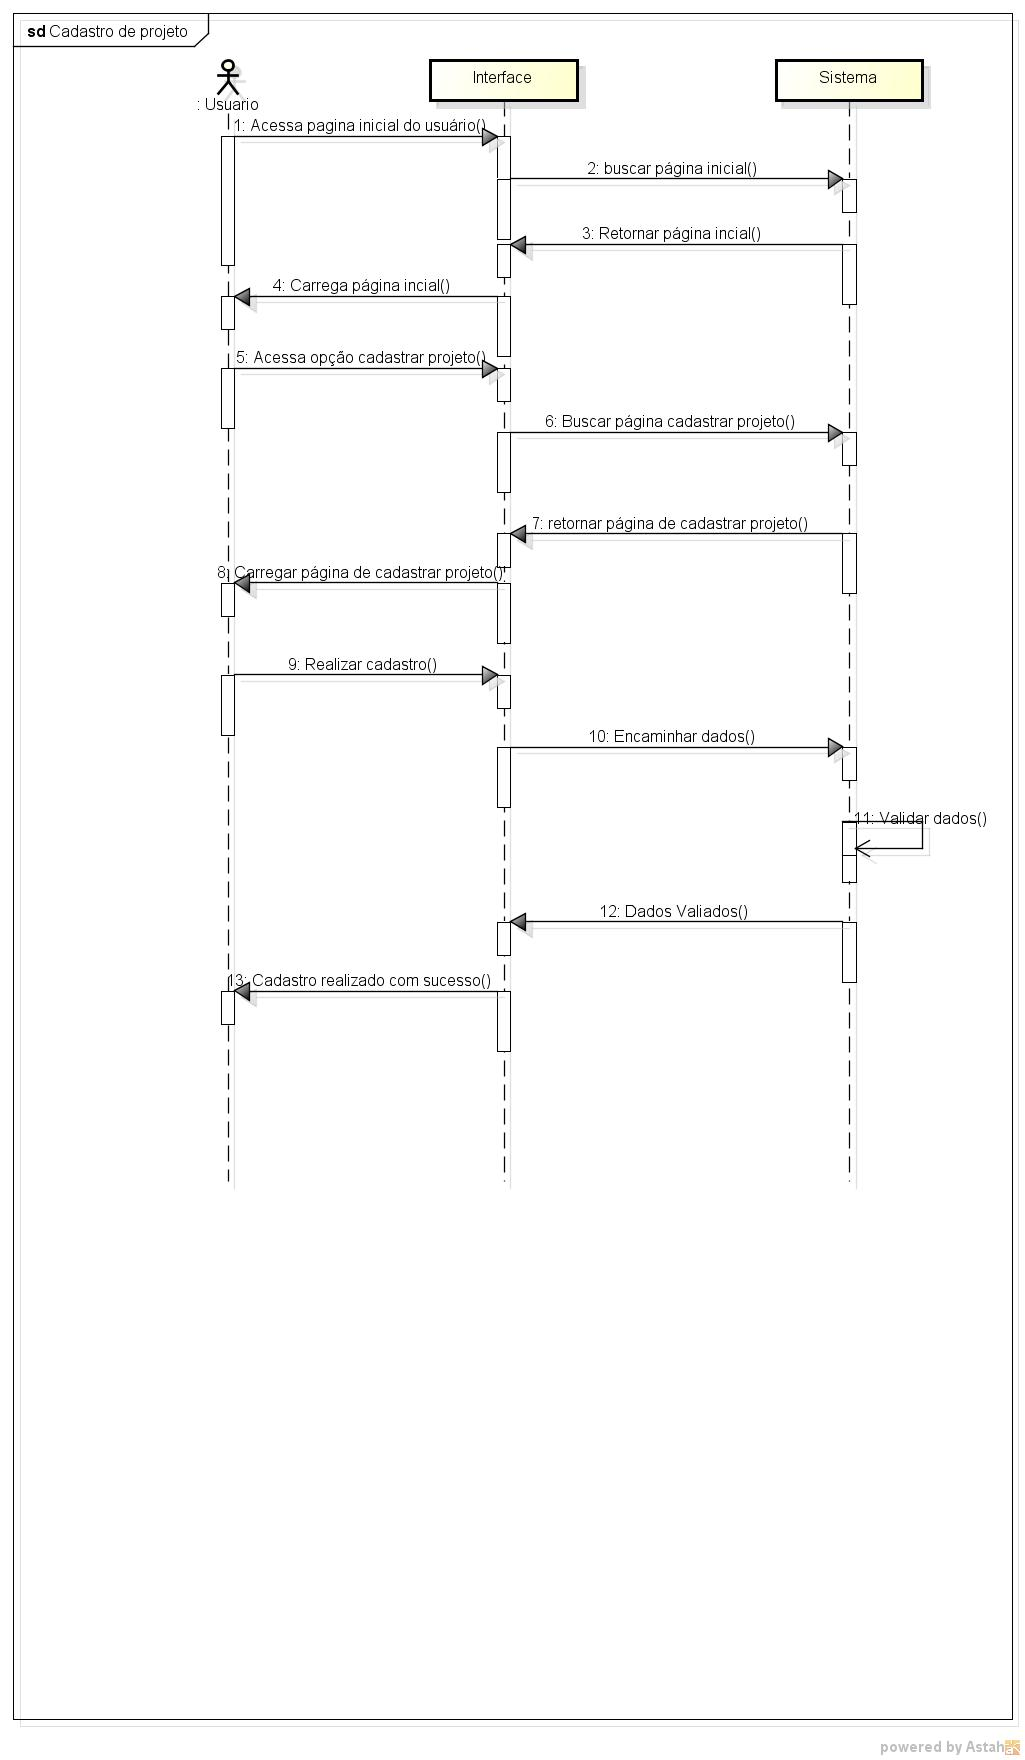 sd Cadastro de projeto
Interface
Sistema
: Usuario
1: Acessa pagina inicial do usuário()
2: buscar página inicial()
3: Retornar página incial()
4: Carrega página incial()
5: Acessa opção cadastrar projeto()
6: Buscar página cadastrar projeto()
7: retornar página de cadastrar projeto()
8: Carregar página de cadastrar projeto()
9: Realizar cadastro()
10: Encaminhar dados()
11: Validar dados()
12: Dados Valiados()
13: Cadastro realizado com sucesso()
powered by Astah